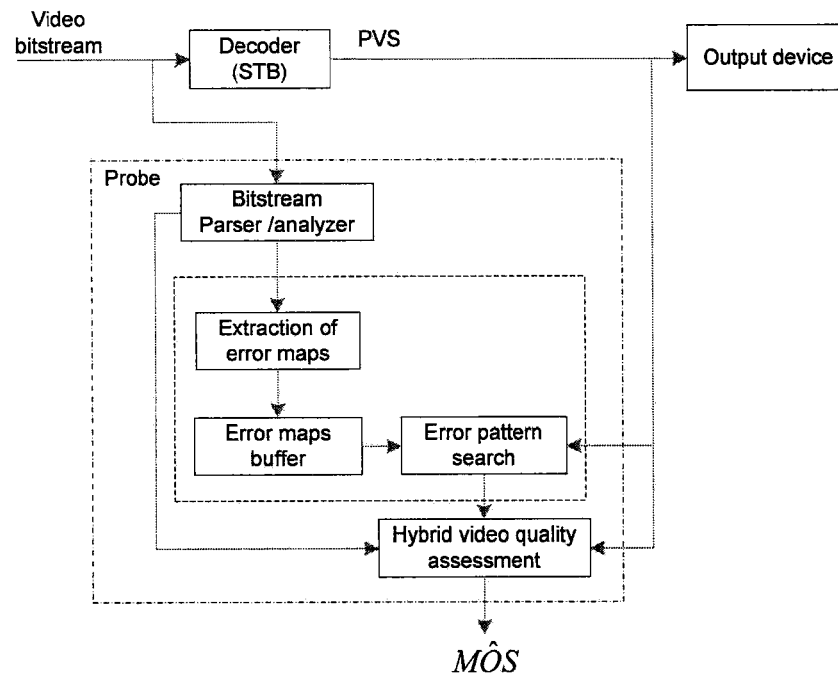 Video
bitstream
Decoder
(STB)
PVS
Output device
Probe
Bitstream
Parser /analyzer
Extraction of
error maps
Error maps
buffer
Error pattern
search
Hybrid video quality
assessment
MÔS